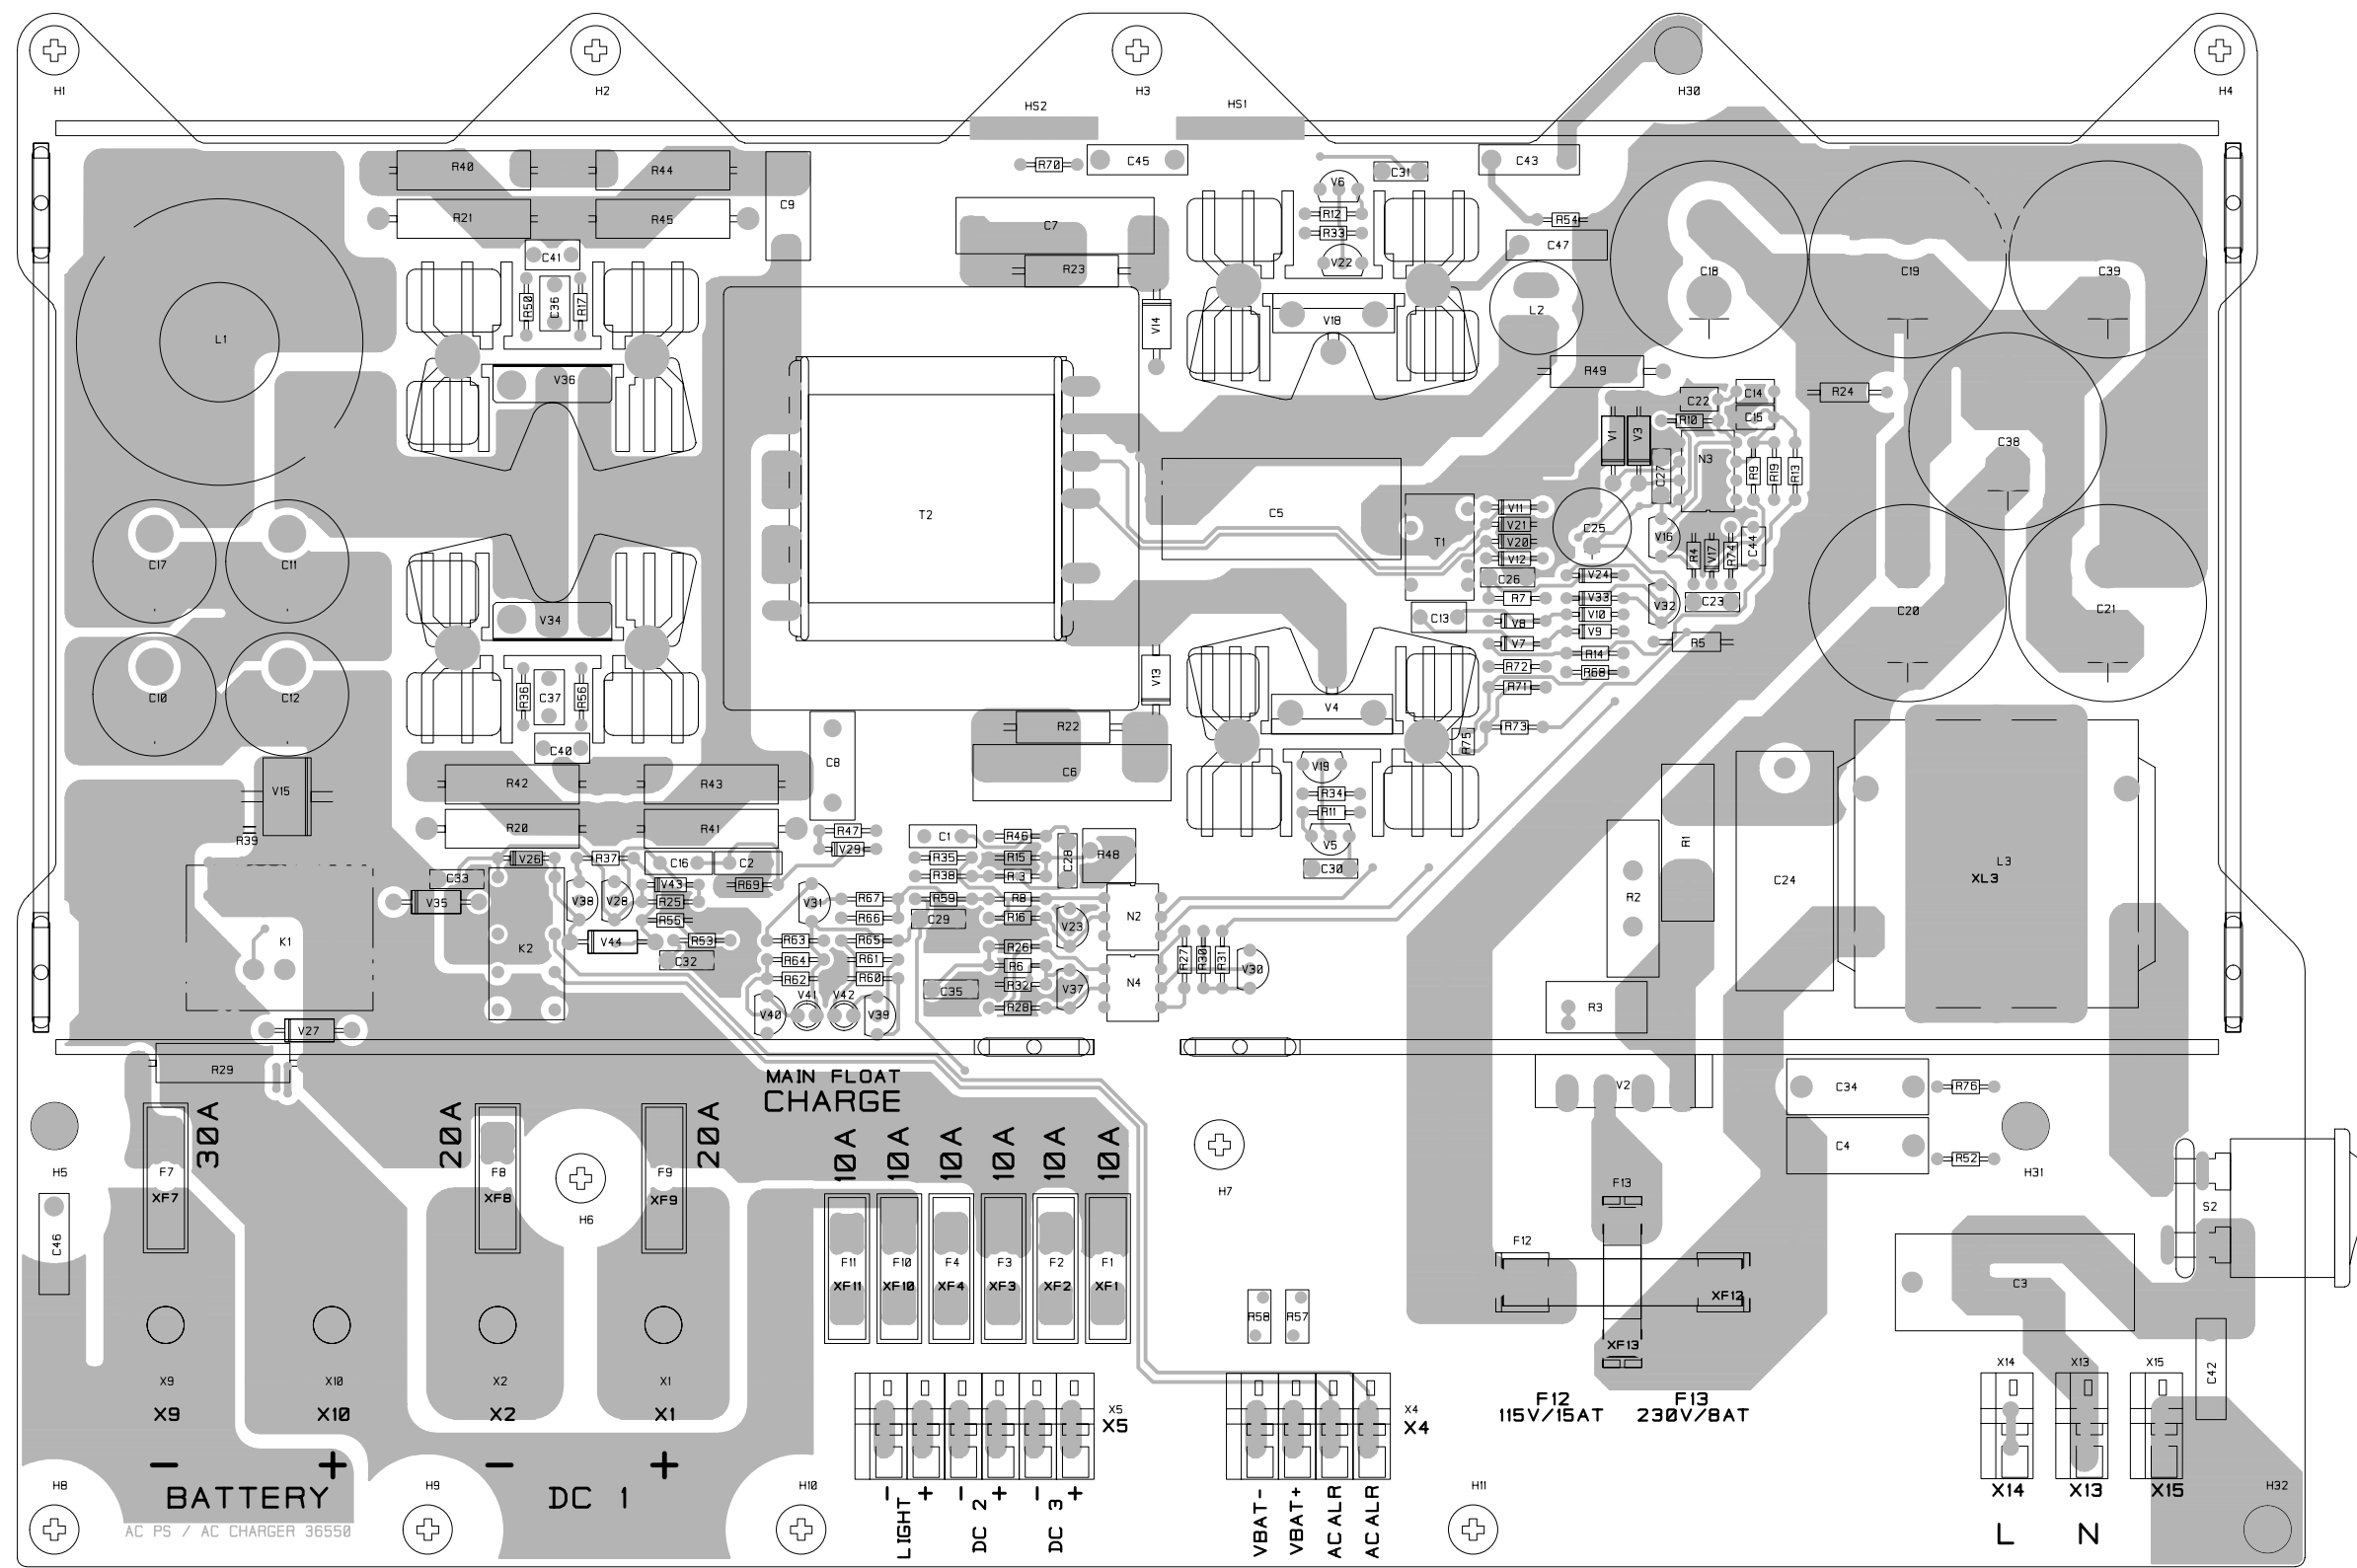 H1 H2 H3 H30 H4
HS2 HS1
R40 R44 C9 R70 C45 C31 C43
R21 R45 C7 V6 R12 R54
C41 R33 C47
R23 V22 C18 C19 C39
R50 C36 R17 L2
L1 V14 V18
V36 R49
C22 C14 R24
R10 C15
V1 V3 C38
C27 N3 R9 R19 R13
T2 C5 V11
V21 C25
T1 V20 V16
C17 C11 V12 R4 V17 R74 C44
C26 V24
R7 V33 V32 C23
V34 C13 V8 V10 C20 C21
V7 V9
R14 R5
R72 R68
C10 C12 R36 C37 R56 V13 R71
V4
R22 R73
C40 R75
C8 C6 V19
R42 R43
V15 R34
R11
R20 R41 R47 C1 R46 V5
R39 V29 R1
V26 R37 C16 C2 R35 R15 C28 R48 L3
C33 V43 R69 R38 R13 C30 XL3
V35 V38 V28 R25 V31 R67 R59 R8 R2 C24
R55 R66 C29 R16 V23 N2
K1 K2 V44 R53 R63 R65 R26
C32 R64 R61 R6 R27 R30 R31 V30
R62 R60 R32 N4
V41 V42 C35 V37
V27 V40 V39 R28 R3
R29
MAIN FLOAT
CHARGE
V2 C34 R76
30A 20A 20A
10A 10A 10A 10A 10A 10A
C4 R52
H5 F7 F8 F9 H7 H31
XF7 XF8 XF9 F13
H6 S2
C46 F12
F11 F10 F4 F3 F2 F1
XF11 XF10 XF4 XF3 XF2 XF1 XF12 C3
R58 R57
XF13
X14 X13 X15 C42
X9 X10 X2 X1
X9 X10 X2 X1
X5 X4
X5 X4
F12 F13
115V/15AT 230V/8AT
- + - +
H8 H9 H10 H11 H32
X14 X13 X15
BATTERY DC 1
- + - + - +
LIGHT DC 2 DC 3
VBAT- VBAT+ ACALR ACALR
L N
AC PS / AC CHARGER 36550